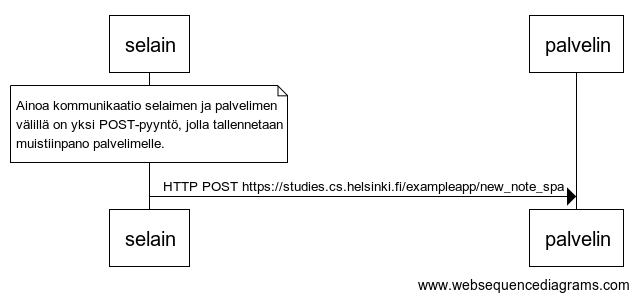 selain
palvelin
Ainoa kommunikaatio selaimen ja palvelimen
välillä on yksi POST-pyyntö, jolla tallennetaan
muistiinpano palvelimelle.
HTTP POST https://studies.cs.helsinki.fi/exampleapp/new_note_spa
selain
palvelin
www.websequencediagrams.com